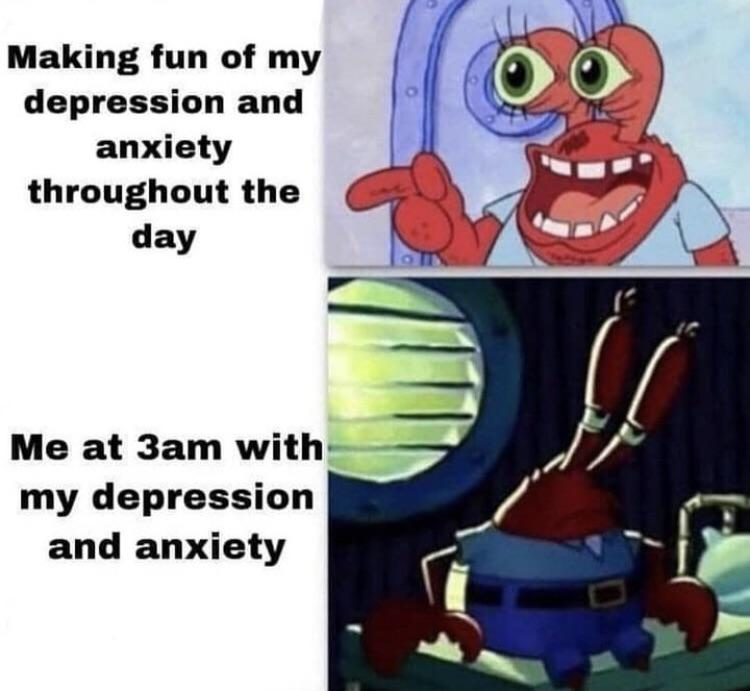 Making fun of my
depression and
anxiety
throughout the
day
Me at 3am with
my depression
and anxiety